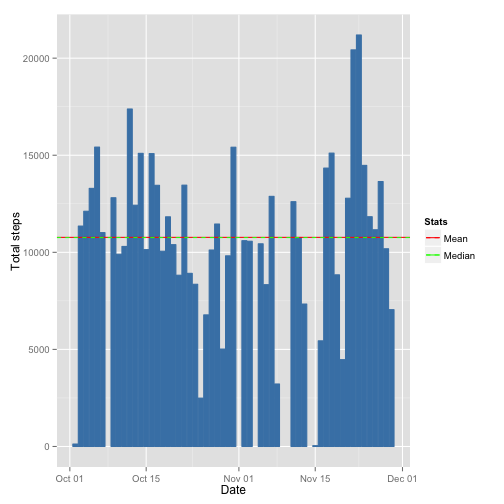 20000
15000
10000
5000
0
Total steps
Oct 01
Oct 15
Nov 01
Nov 15
Dec 01
Date
Stats
Mean
Median